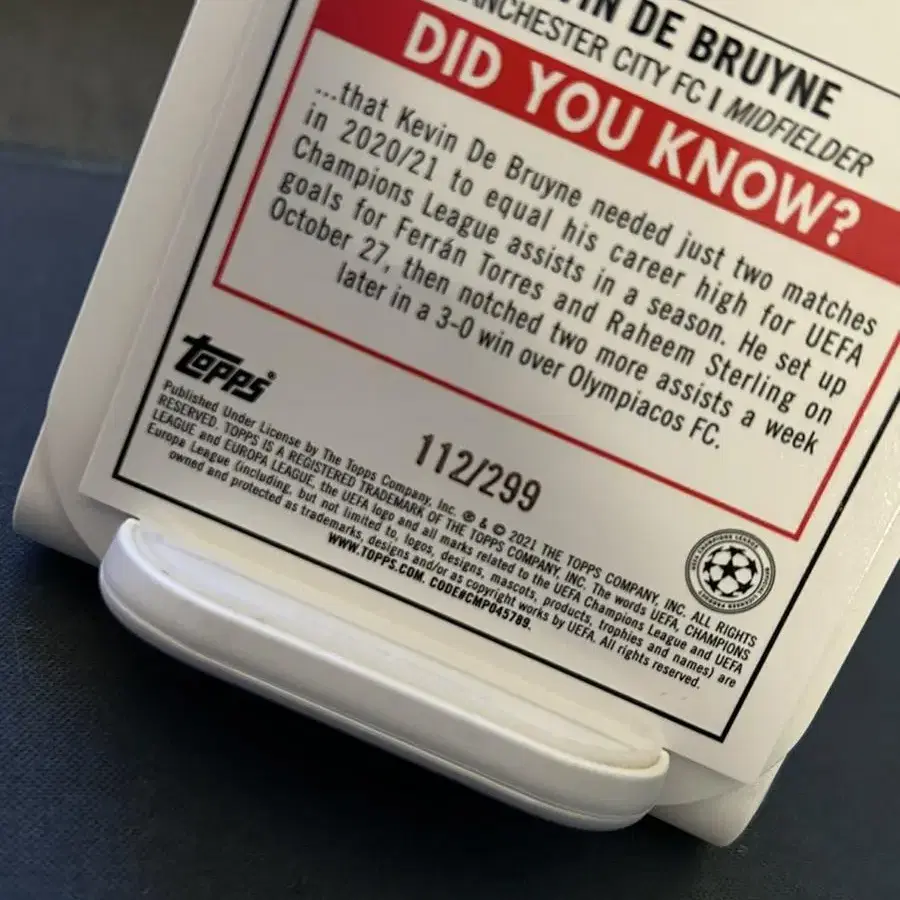 VIN DE BRUYNE
ANCHESTER CITY FC I MIDFIELDER
DID YOU KNOW?
...that Kevin De Bruyne needed just two matches
in 2020/21 to equal his career high for UEFA
Champions League assists in a season. He set up
goals for Ferrán Torres and Raheem Sterling on
October 27, then notched two more assists a week
later in a 3-0 win over Olympiacos FC.
topps®
112/299
Published Under License by The Topps Company, Inc. ® & © 2021 THE TOPPS COMPANY, INC. ALL RIGHTS
RESERVED. TOPPS IS A REGISTERED TRADEMARK OF THE TOPPS COMPANY, INC. The words UEFA, CHAMPIONS
LEAGUE and EUROPA LEAGUE, the UEFA logo and all marks related to the UEFA Champions League and UEFA
Europa League (including, but not limited to, logos, designs, mascots, products, trophies and names) are
owned and protected as trademarks, designs and/or as copyright works by UEFA. All rights reserved.
WWW.TOPPS.COM. CODE#CMP045789.